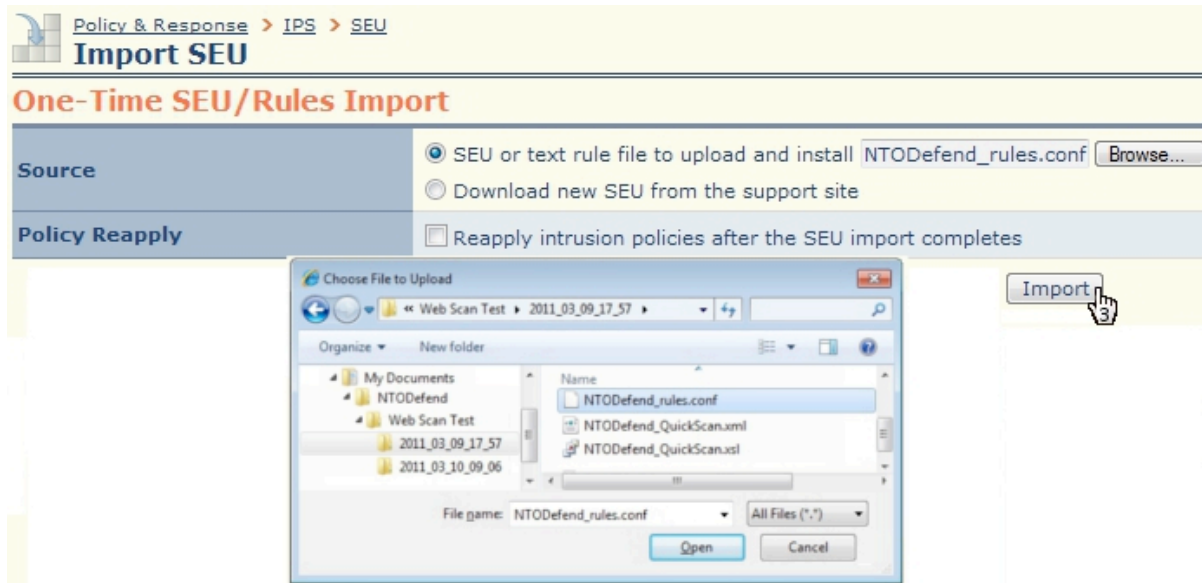 Policy & Response > IPS > SEU
Import SEU
One-Time SEU/Rules Import
Source
SEU or text rule file to upload and install NTODefend_rules.conf Browse...
Download new SEU from the support site
Policy Reapply
Reapply intrusion policies after the SEU import completes
Import
3
Choose File to Upload
« Web Scan Test 2011_03_09_17_57
Organize New folder
My Documents
NTODefend
Web Scan Test
2011_03_09_17_57
2011_03_10_09_06
Name
NTODefend_rules.conf
NTODefend_QuickScan.xml
NTODefend_QuickScan.xsl
File name: NTODefend_rules.conf All Files (*.*)
Open Cancel